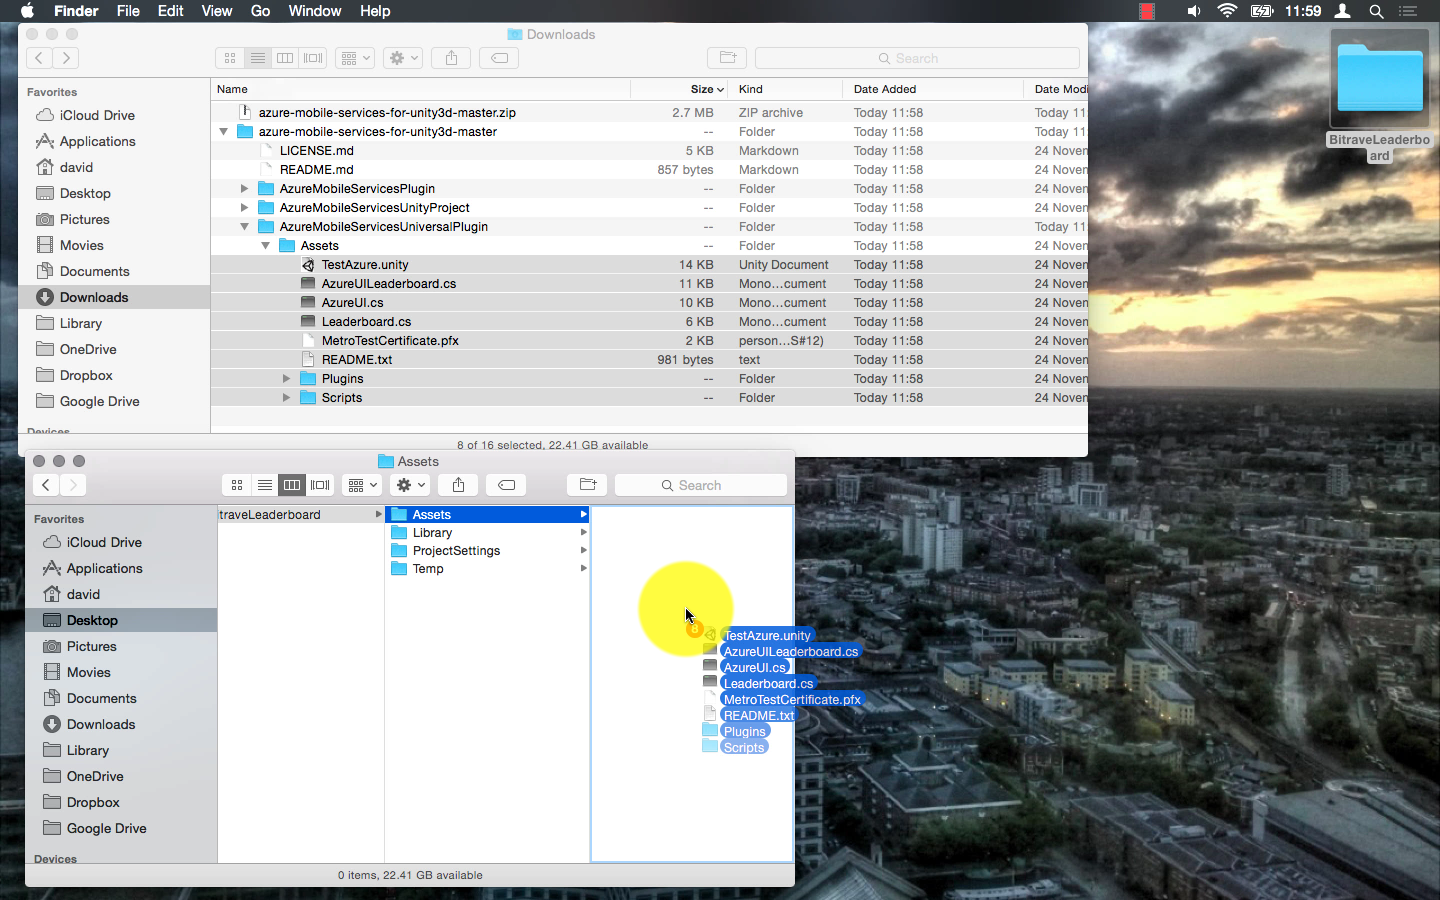 Finder File Edit View Go Window Help 11:59
Downloads
Search
Favorites
iCloud Drive
Applications
david
Desktop
Pictures
Movies
Documents
Downloads
Library
OneDrive
Dropbox
Google Drive
Devices
Name Size Kind Date Added Date Modi
azure-mobile-services-for-unity3d-master.zip 2.7 MB ZIP archive Today 11:58 Today 11
azure-mobile-services-for-unity3d-master -- Folder Today 11:58 Today 11:
LICENSE.md 5 KB Markdown Today 11:58 24 Noven
README.md 857 bytes Markdown Today 11:58 24 Noven
AzureMobileServicesPlugin -- Folder Today 11:58 24 Noven
AzureMobileServicesUnityProject -- Folder Today 11:58 24 Noven
AzureMobileServicesUniversalPlugin -- Folder Today 11:58 Today 11:
Assets -- Folder Today 11:58 24 Noven
TestAzure.unity 14 KB Unity Document Today 11:58 24 Noven
AzureUILeaderboard.cs 11 KB Mono...cument Today 11:58 24 Noven
AzureUI.cs 10 KB Mono...cument Today 11:58 24 Noven
Leaderboard.cs 6 KB Mono...cument Today 11:58 24 Noven
MetroTestCertificate.pfx 2 KB person...S#12) Today 11:58 24 Noven
README.txt 981 bytes text Today 11:58 24 Noven
Plugins -- Folder Today 11:58 24 Noven
Scripts -- Folder Today 11:58 24 Noven
8 of 16 selected, 22.41 GB available
BitraveLeaderbo
ard
Assets
Search
Favorites
iCloud Drive
Applications
david
Desktop
Pictures
Movies
Documents
Downloads
Library
OneDrive
Dropbox
Google Drive
Devices
traveLeaderboard
Assets
Library
ProjectSettings
Temp
8
TestAzure.unity
AzureUILeaderboard.cs
AzureUI.cs
Leaderboard.cs
MetroTestCertificate.pfx
README.txt
Plugins
Scripts
0 items, 22.41 GB available